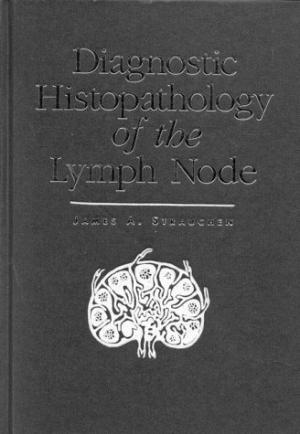 Diagnostic
Histopathology
of the
Lymph Node
JAMES A. STRAUCHEN